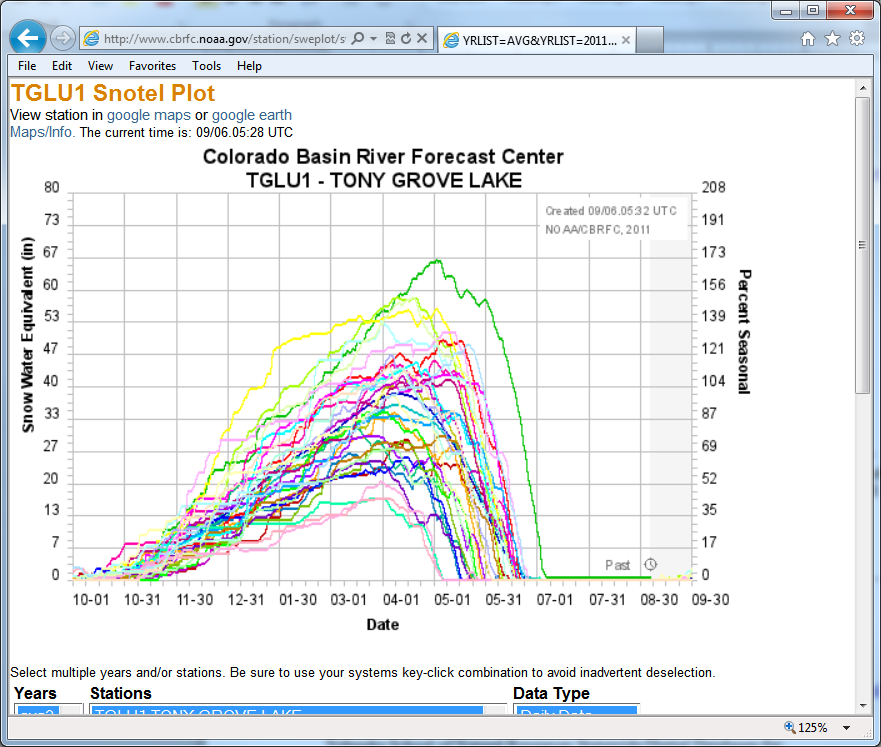 http://www.cbrfc.noaa.gov/station/sweplot/s
YRLIST=AVG&YRLIST=2011...
File Edit View Favorites Tools Help
TGLU1 Snotel Plot
View station in google maps or google earth
Maps/Info. The current time is: 09/06.05:28 UTC
Colorado Basin River Forecast Center
TGLU1 - TONY GROVE LAKE
Created 09/06.05:32 UTC
NOAA/CBRFC, 2011
80
73
67
60
53
47
40
33
27
20
13
7
0
Snow Water Equivalent (in)
208
191
173
156
139
121
104
87
69
52
35
17
0
Percent Seasonal
Past
10-01 10-31 11-30 12-31 01-30 03-01 04-01 05-01 05-31 07-01 07-31 08-30 09-30
Date
Select multiple years and/or stations. Be sure to use your systems key-click combination to avoid inadvertent deselection.
Years Stations Data Type
TGLU1 TONY GROVE LAKE Daily Data
125%